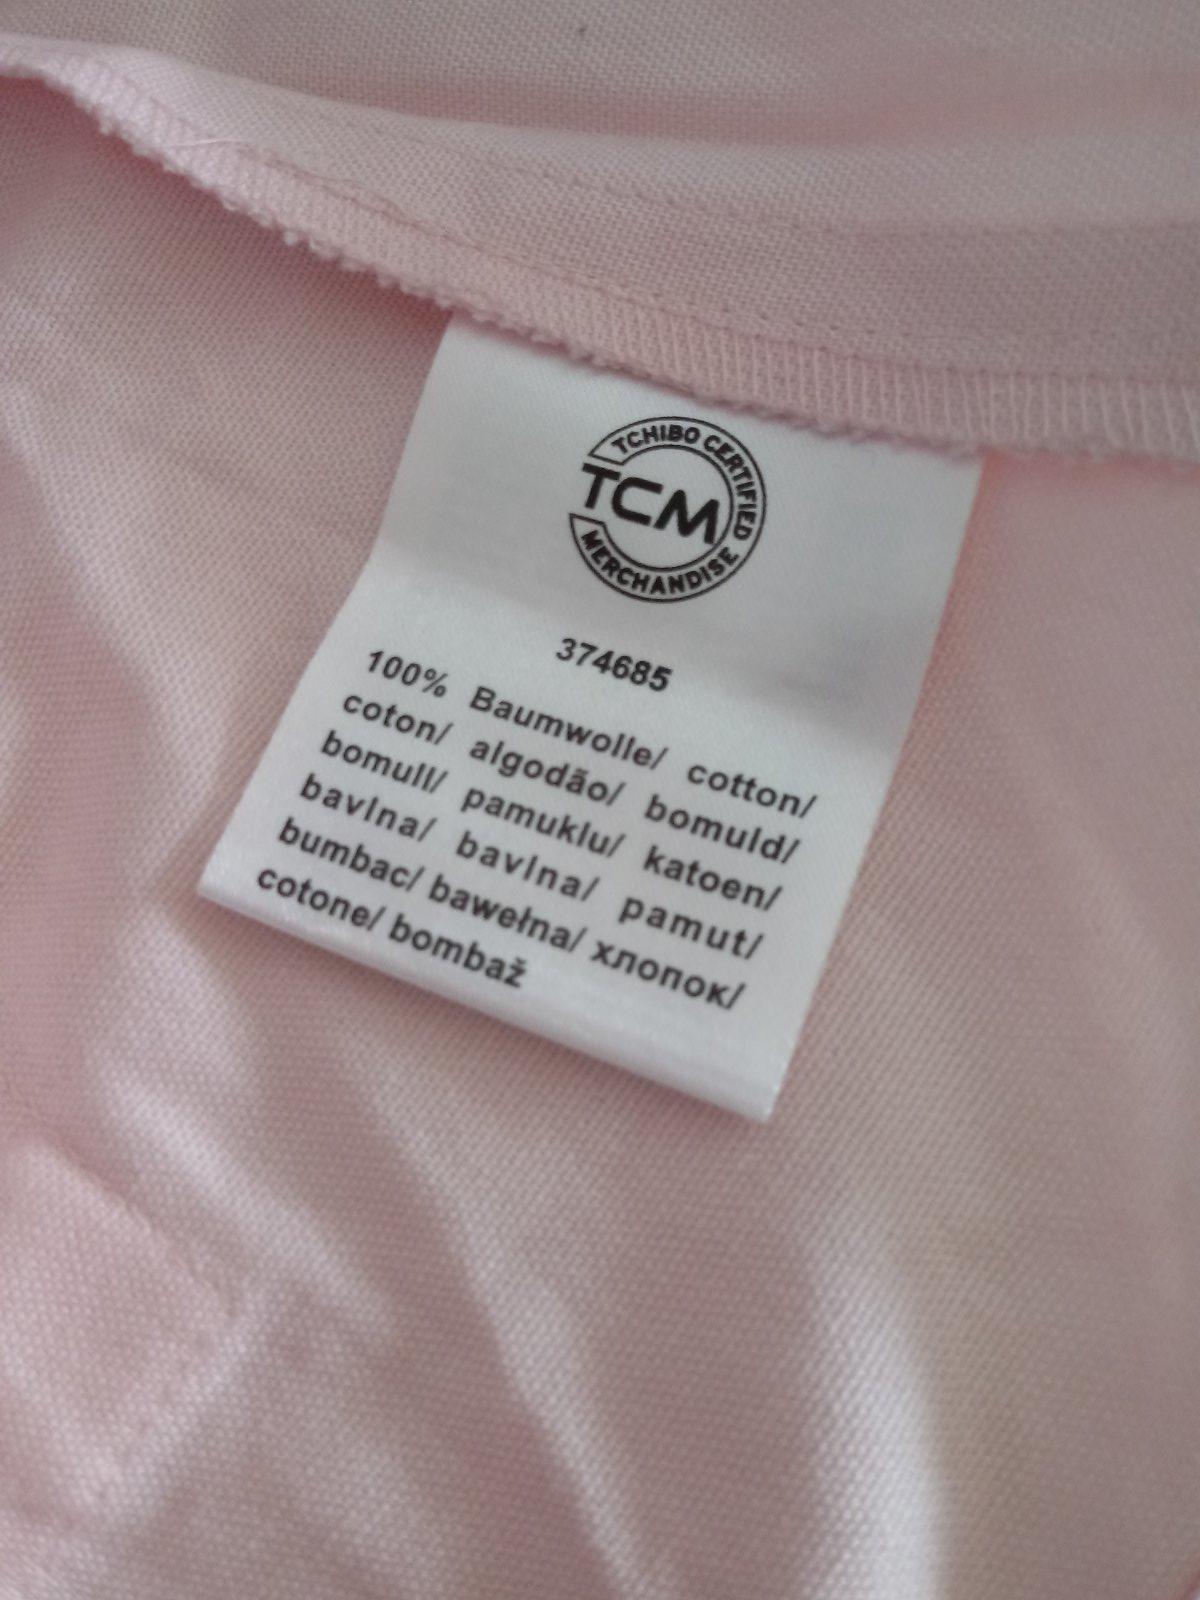 TCHIBO CERTIFIED
TCM
MERCHANDISE
374685
100% Baumwolle/ cotton/
coton/ algodão/ bomuld/
bomull/ pamuklu/ katoen/
bavlna/ bavlna/ pamut/
bumbac/ bawełna/ хлопок/
cotone/ bombaž